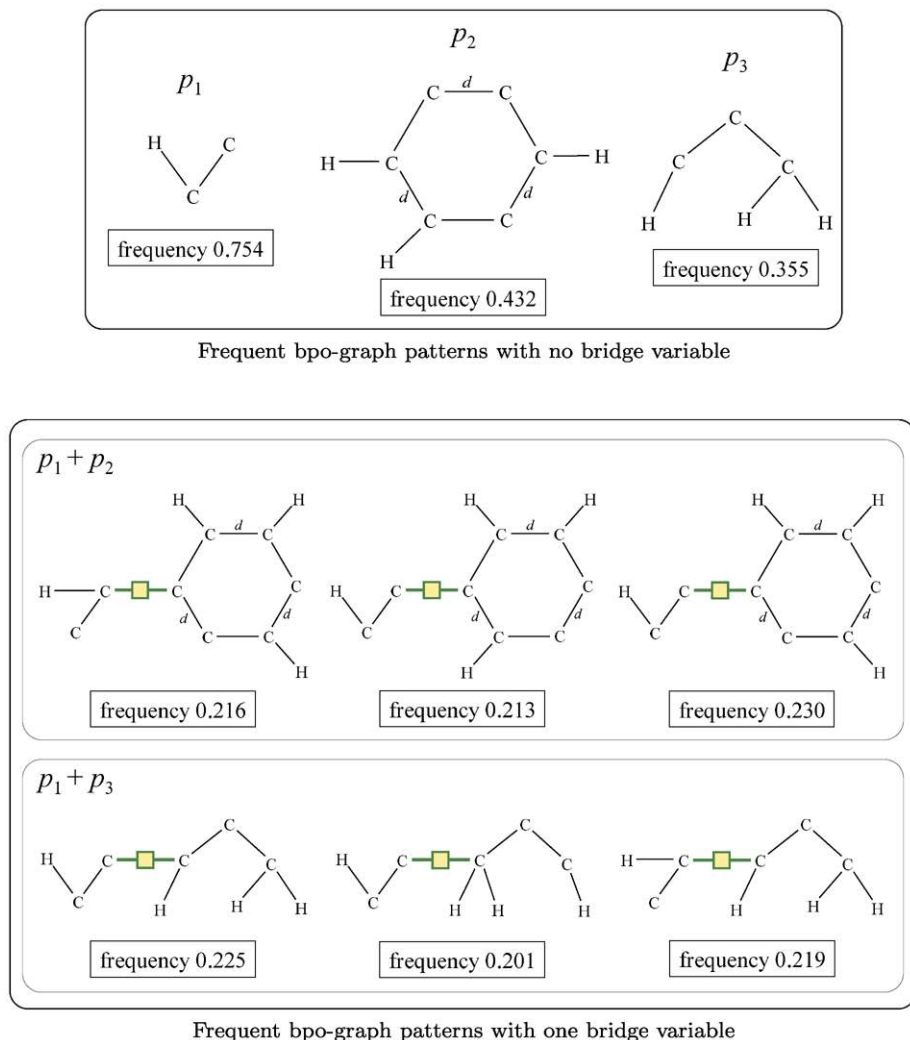 p1
p2
p3
H
C
C
C
d
C
H
C
C
H
d
d
C
C
H
C
C
C
H
H
H
frequency 0.754
frequency 0.432
frequency 0.355
Frequent bpo-graph patterns with no bridge variable
p1 + p2
H
H
C
d
C
H
C
C
C
C
d
d
C
C
H
H
H
C
d
C
H
C
C
C
C
d
d
C
C
H
H
H
C
d
C
H
C
C
C
C
d
d
C
C
H
frequency 0.216
frequency 0.213
frequency 0.230
p1 + p3
C
H
C
C
C
C
H
H
H
C
H
C
C
C
C
H
H
H
C
H
C
C
C
C
H
H
H
frequency 0.225
frequency 0.201
frequency 0.219
Frequent bpo-graph patterns with one bridge variable